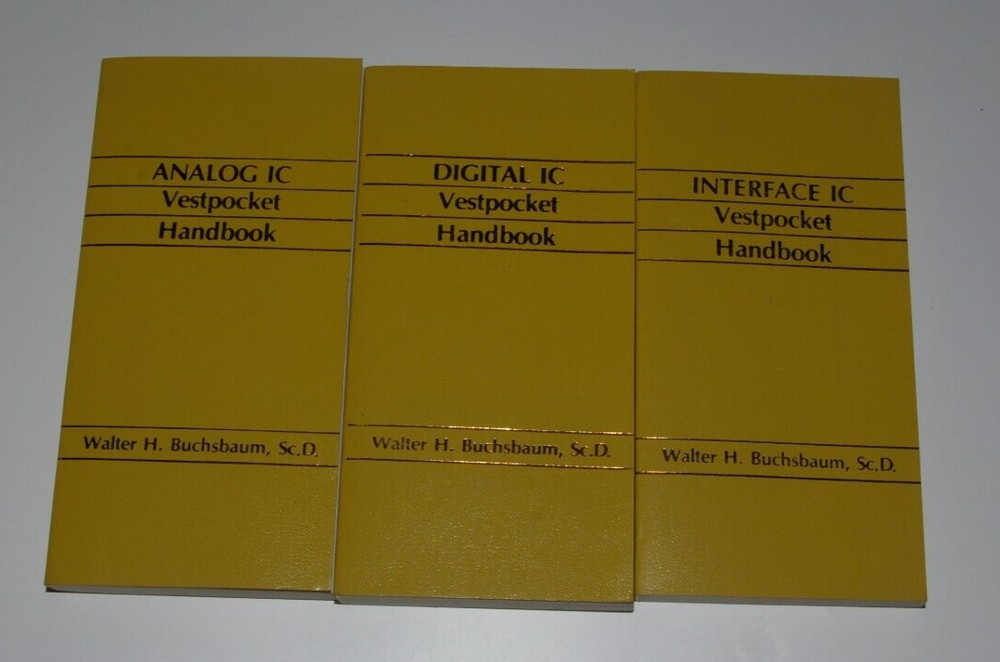 ANALOG IC
Vestpocket
Handbook
Walter H. Buchsbaum, Sc.D.
DIGITAL IC
Vestpocket
Handbook
Walter H. Buchsbaum, Sc.D.
INTERFACE IC
Vestpocket
Handbook
Walter H. Buchsbaum, Sc.D.